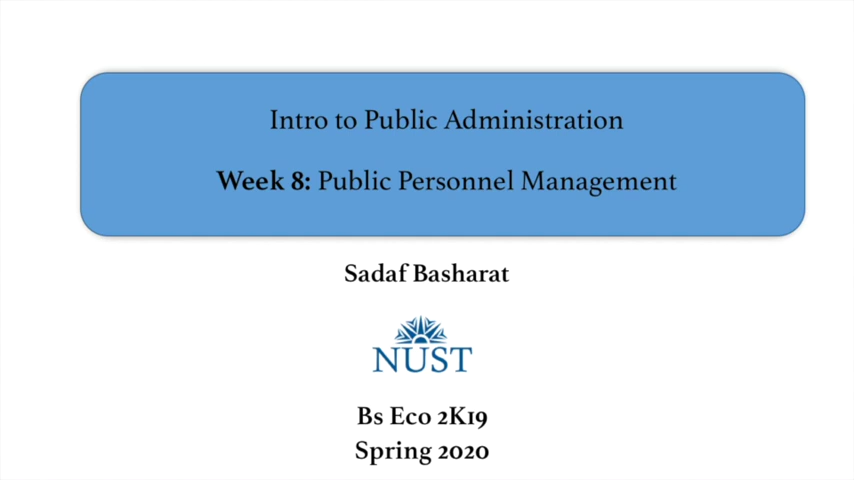 Intro to Public Administration
Week 8: Public Personnel Management
Sadaf Basharat
NUST
Bs Eco 2K19
Spring 2020